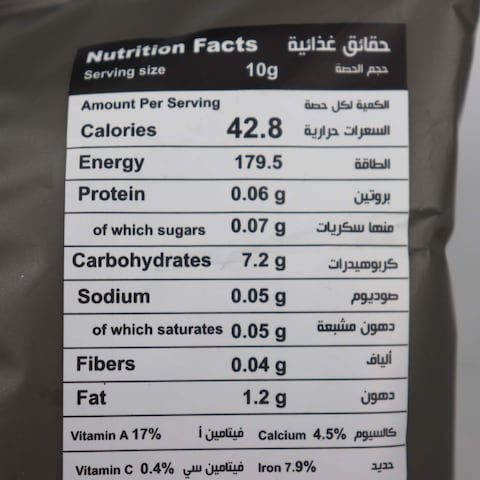 Nutrition Facts حقائق غذائية
Serving size 10g حجم الحصة
Amount Per Serving الكمية لكل حصة
Calories 42.8 السعرات حرارية
Energy 179.5 الطاقة
Protein 0.06 g بروتين
of which sugars 0.07 g منها سكريات
Carbohydrates 7.2 g كربوهيدرات
Sodium 0.05 g صوديوم
of which saturates 0.05 g دهون مشبعة
Fibers 0.04 g ألياف
Fat 1.2 g دهون
Vitamin A 17% فيتامين أ Calcium 4.5% كالسيوم
Vitamin C 0.4% فيتامين سي Iron 7.9% حديد